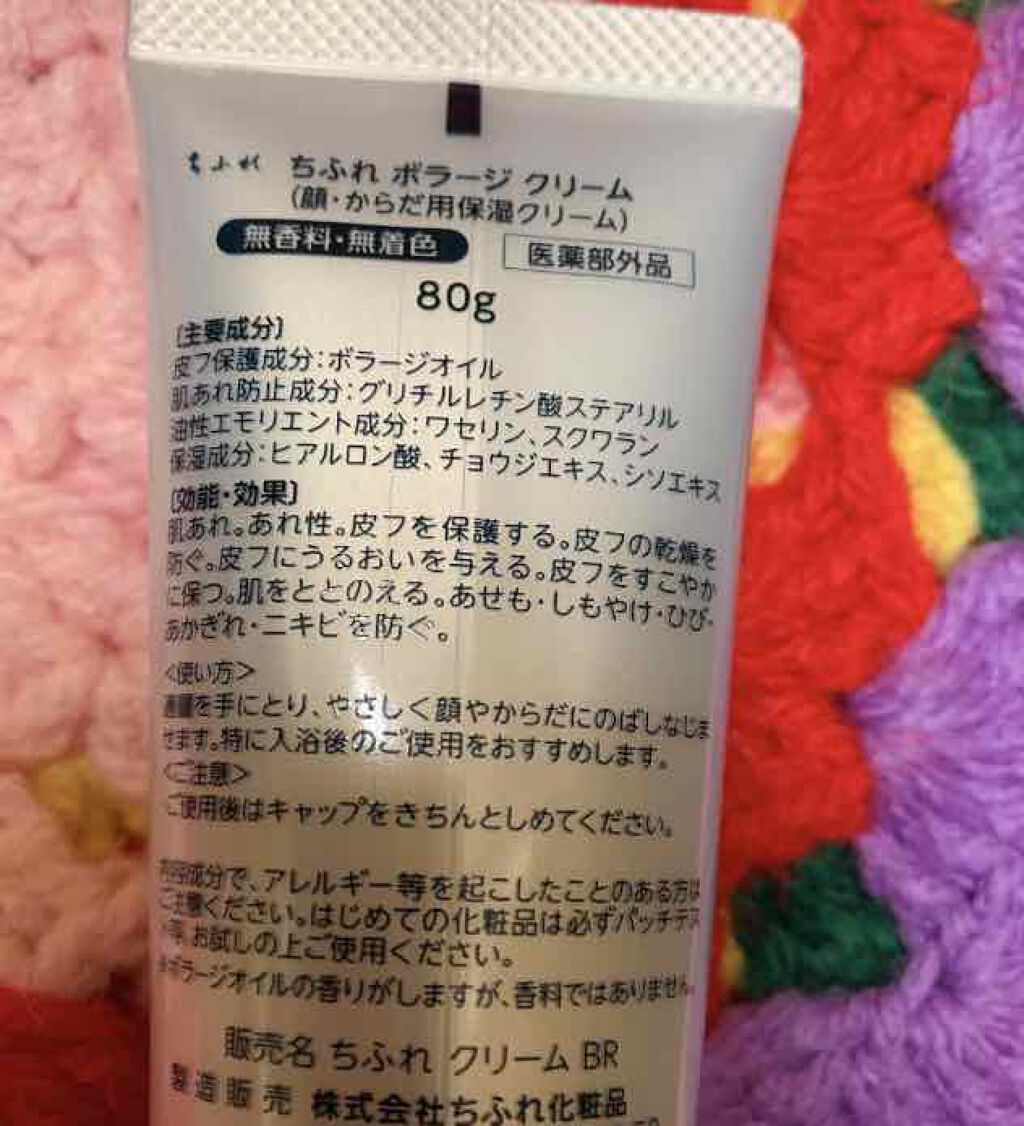 ちふれ ちふれ ボラージ クリーム
(顔・からだ用保湿クリーム)
無香料・無着色 医薬部外品
80g
〔主要成分〕
皮フ保護成分：ボラージオイル
肌あれ防止成分：グリチルレチン酸ステアリル
油性エモリエント成分：ワセリン、スクワラン
保湿成分：ヒアルロン酸、チョウジエキス、シソエキス
〔効能・効果〕
肌あれ。あれ性。皮フを保護する。皮フの乾燥を
防ぐ。皮フにうるおいを与える。皮フをすこやか
に保つ。肌をととのえる。あせも・しもやけ・ひび・
あかぎれ・ニキビを防ぐ。
＜使い方＞
適量を手にとり、やさしく顔やからだにのばしなじま
せます。特に入浴後のご使用をおすすめします。
＜ご注意＞
ご使用後はキャップをきちんとしめてください。
内容成分で、アレルギー等を起こしたことのある方は
ご注意ください。はじめての化粧品は必ずパッチテス
お試しの上ご使用ください。
ボラージオイルの香りがしますが、香料ではありません。
販売名 ちふれ クリーム BR
製造販売 株式会社ちふれ化粧品